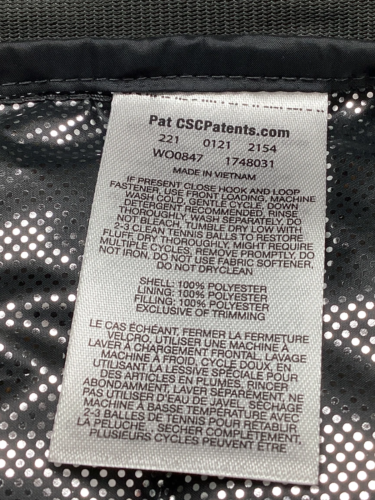 Pat CSCPatents.com
221 0121 2154
WO0847 1748031
MADE IN VIETNAM
IF PRESENT CLOSE HOOK AND LOOP
FASTENER, USE FRONT LOADING, MACHINE
WASH COLD, GENTLE CYCLE, DOWN
DETERGENT RECOMMENDED, RINSE
THOROUGHLY, WASH SEPARATELY, DO
NOT BLEACH, TUMBLE DRY LOW WITH
2-3 CLEAN TENNIS BALLS TO RESTORE
FLUFF, DRY THOROUGHLY, MIGHT REQUIRE
MULTIPLE CYCLES, REMOVE PROMPTLY, DO
NOT IRON, DO NOT USE FABRIC SOFTENER,
DO NOT DRYCLEAN
SHELL: 100% POLYESTER
LINING: 100% POLYESTER
FILLING: 100% POLYESTER
EXCLUSIVE OF TRIMMING
LE CAS ÉCHÉANT, FERMER LA FERMETURE
VELCRO, UTILISER UNE MACHINE À
LAVER À CHARGEMENT FRONTAL, LAVAGE
MACHINE À FROID, CYCLE DOUX, EN
UTILISANT LA LESSIVE SPÉCIALE POUR
DES ARTICLES EN PLUMES, RINCER
ABONDAMMENT, LAVER SÉPARÉMENT, NE
PAS UTILISER D'EAU DE JAVEL, SÉCHAGE
MACHINE À BASSE TEMPÉRATURE AVEC
2-3 BALLES DE TENNIS POUR RÉTABLIR
LA PELUCHE, SÉCHER COMPLÈTEMENT,
PLUSIEURS CYCLES PEUVENT ÊTRE